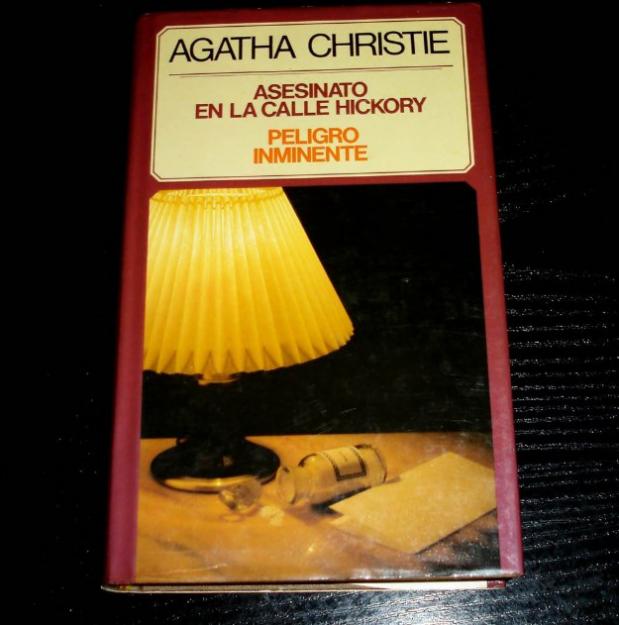 AGATHA CHRISTIE
ASESINATO
EN LA CALLE HICKORY
PELIGRO
INMINENTE